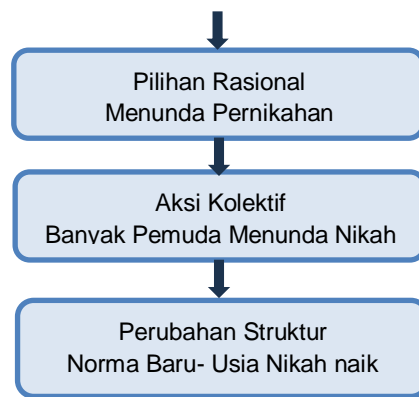 Pilihan Rasional
Menunda Pernikahan
Aksi Kolektif
Banyak Pemuda Menunda Nikah
Perubahan Struktur
Norma Baru- Usia Nikah naik